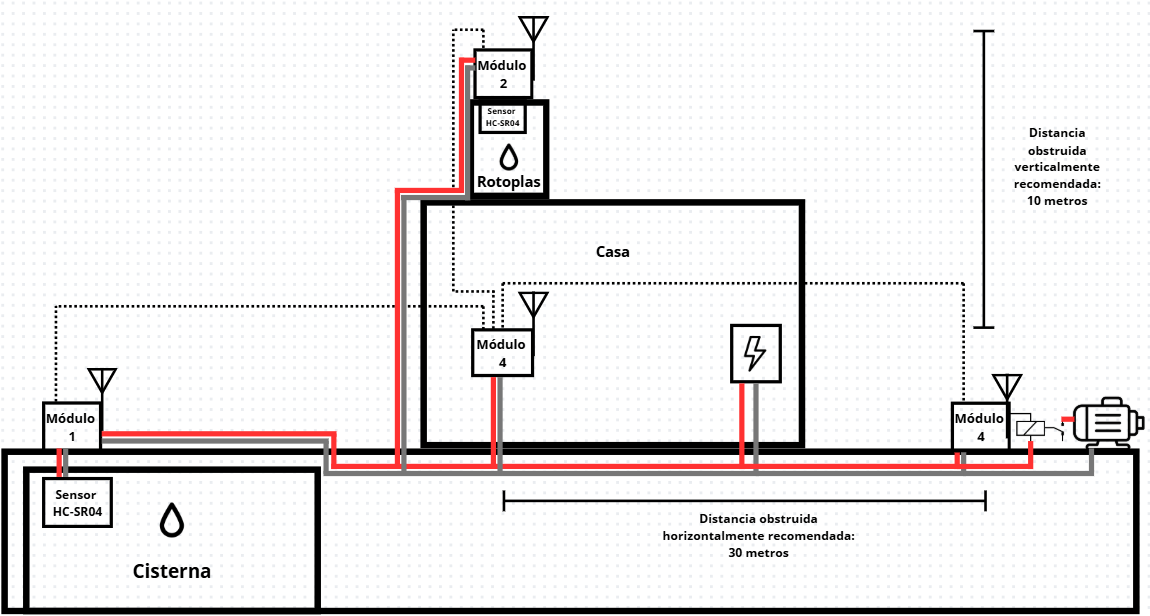 Módulo
2
Sensor
HC-SR04
Rotoplas
Distancia
obstruida
verticalmente
recomendada:
10 metros
Casa
Módulo
4
Módulo
1
Módulo
4
Sensor
HC-SR04
Cisterna
Distancia obstruida
horizontalmente recomendada:
30 metros